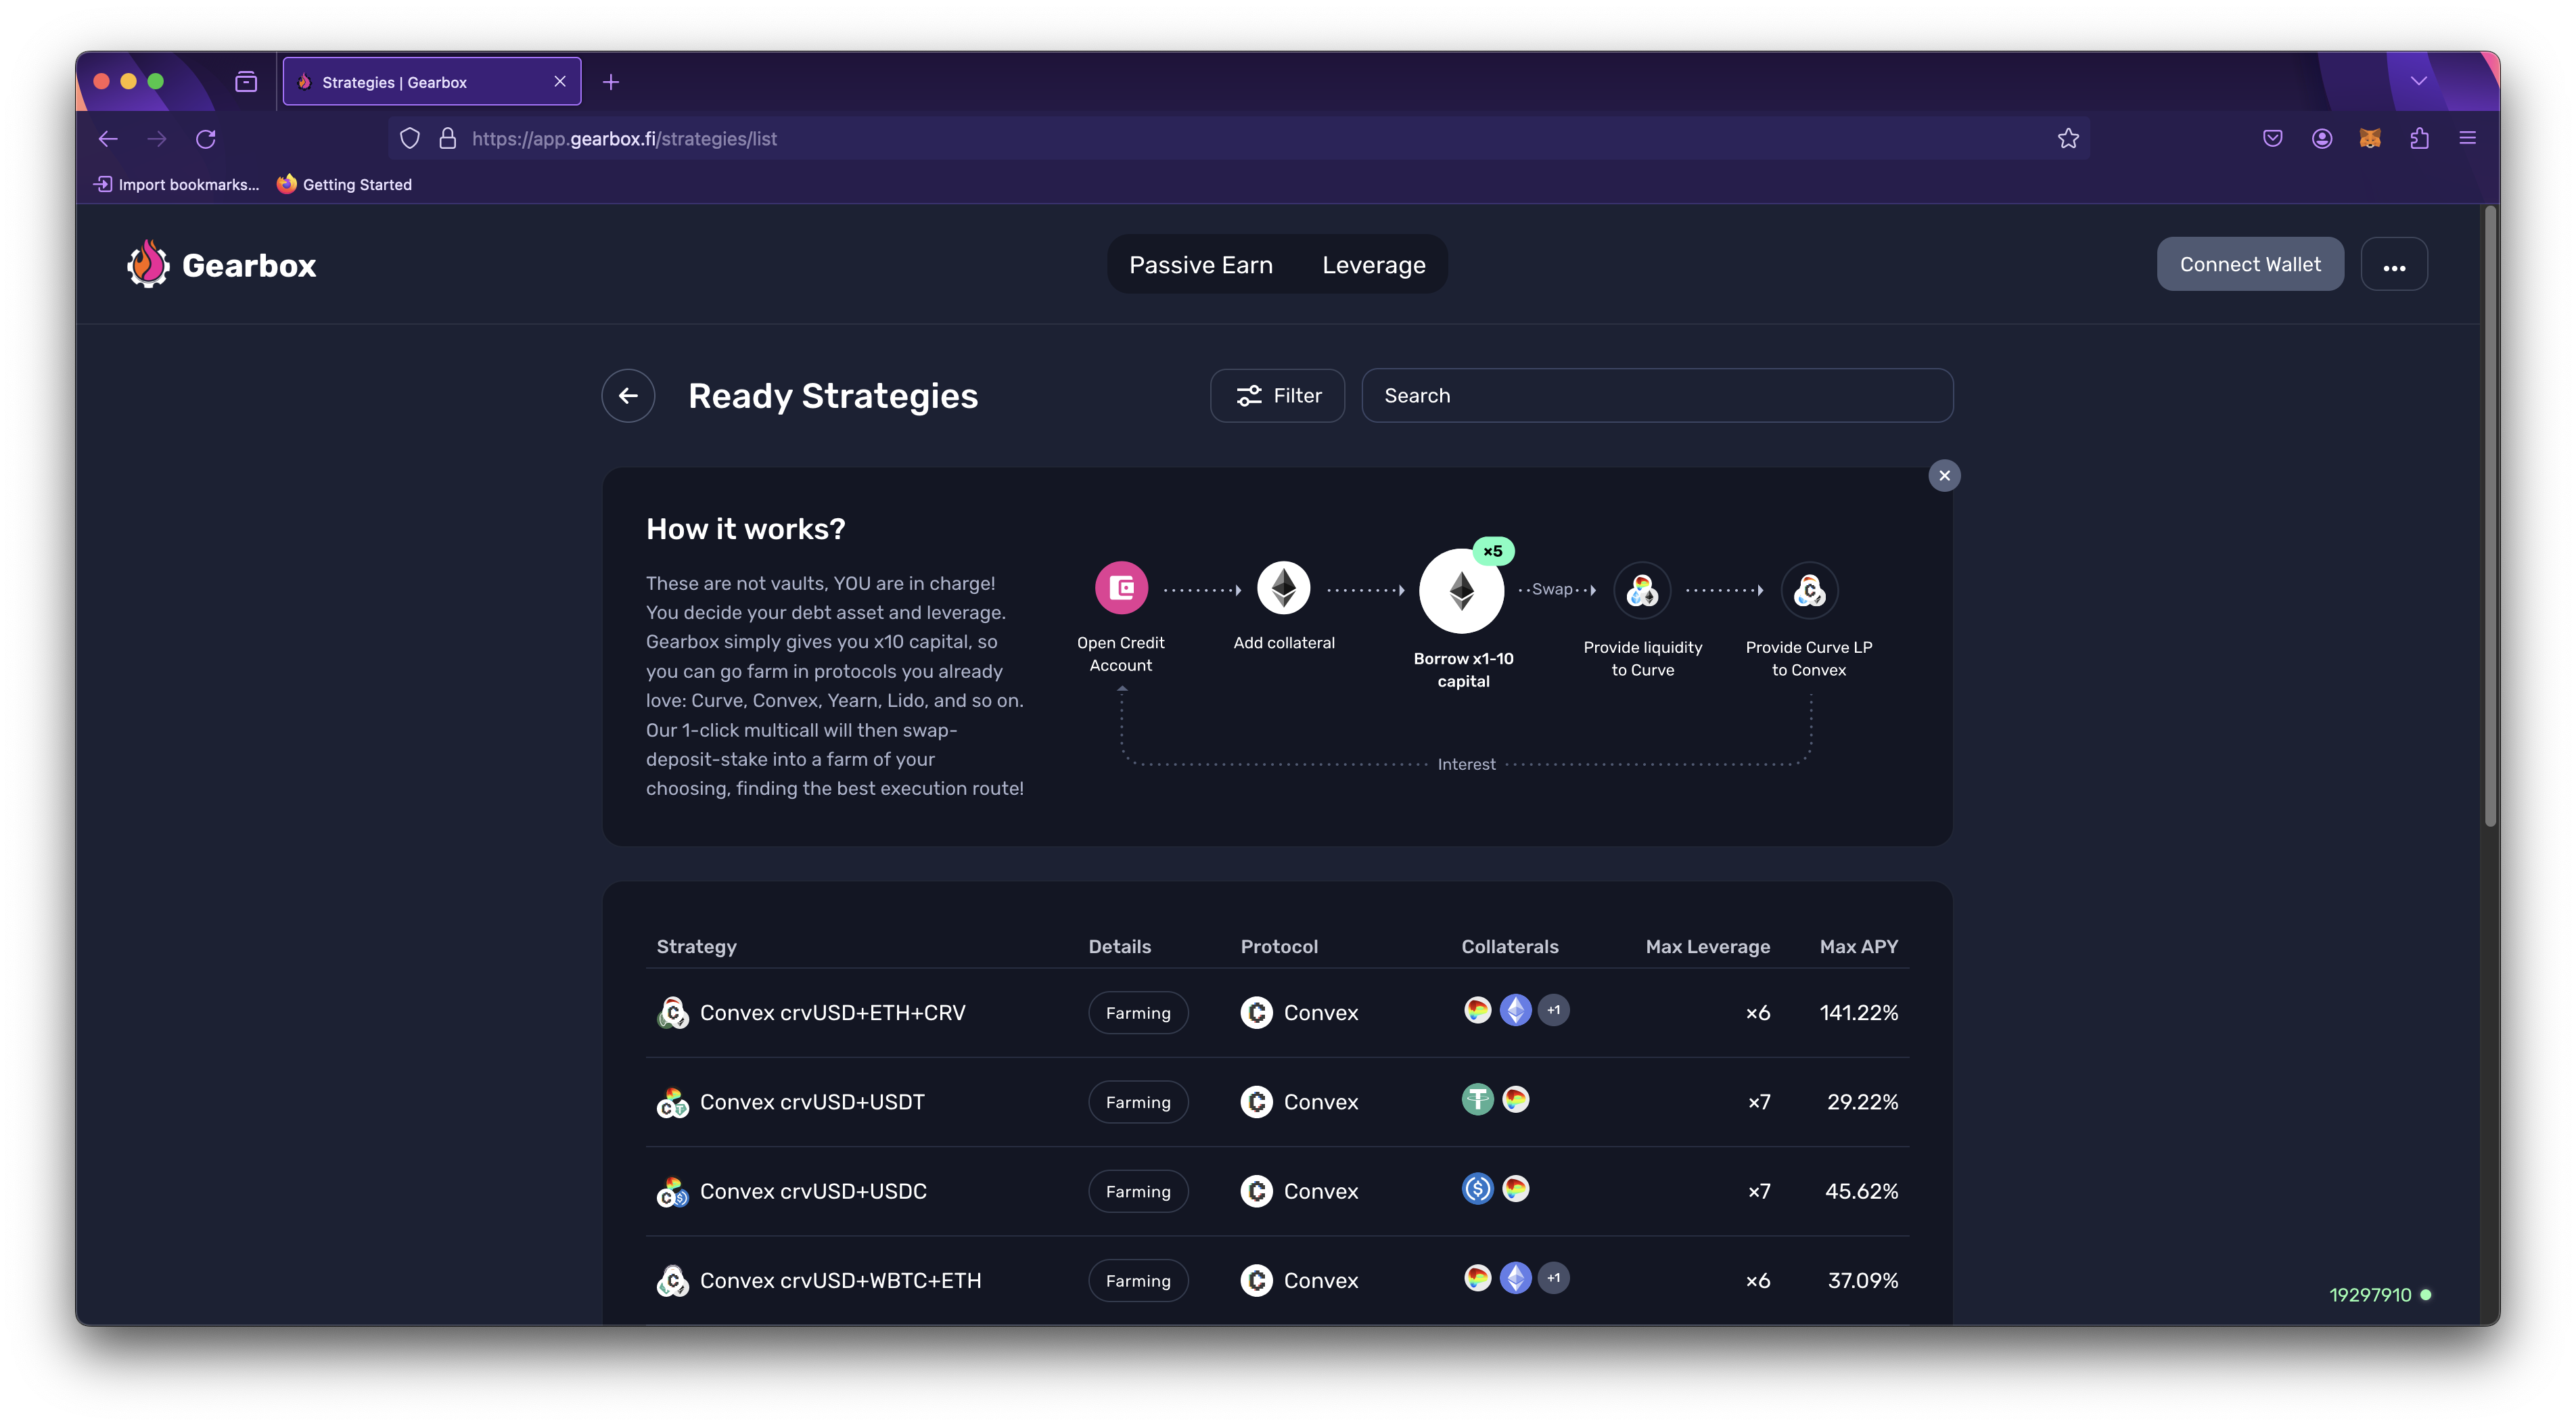 Strategies | Gearbox
https://app.gearbox.fi/strategies/list
Import bookmarks...
Getting Started
Gearbox
Passive Earn
Leverage
Connect Wallet
...
Ready Strategies
Filter
Search
How it works?
These are not vaults, YOU are in charge!
You decide your debt asset and leverage.
Gearbox simply gives you x10 capital, so
you can go farm in protocols you already
love: Curve, Convex, Yearn, Lido, and so on.
Our 1-click multicall will then swap-
deposit-stake into a farm of your
choosing, finding the best execution route!
Open Credit
Account
Add collateral
×5
Borrow x1-10
capital
Swap
Provide liquidity
to Curve
Provide Curve LP
to Convex
Interest
Strategy Details Protocol Collaterals Max Leverage Max APY
Convex crvUSD+ETH+CRV Farming Convex +1 ×6 141.22%
Convex crvUSD+USDT Farming Convex ×7 29.22%
Convex crvUSD+USDC Farming Convex ×7 45.62%
Convex crvUSD+WBTC+ETH Farming Convex +1 ×6 37.09%
19297910